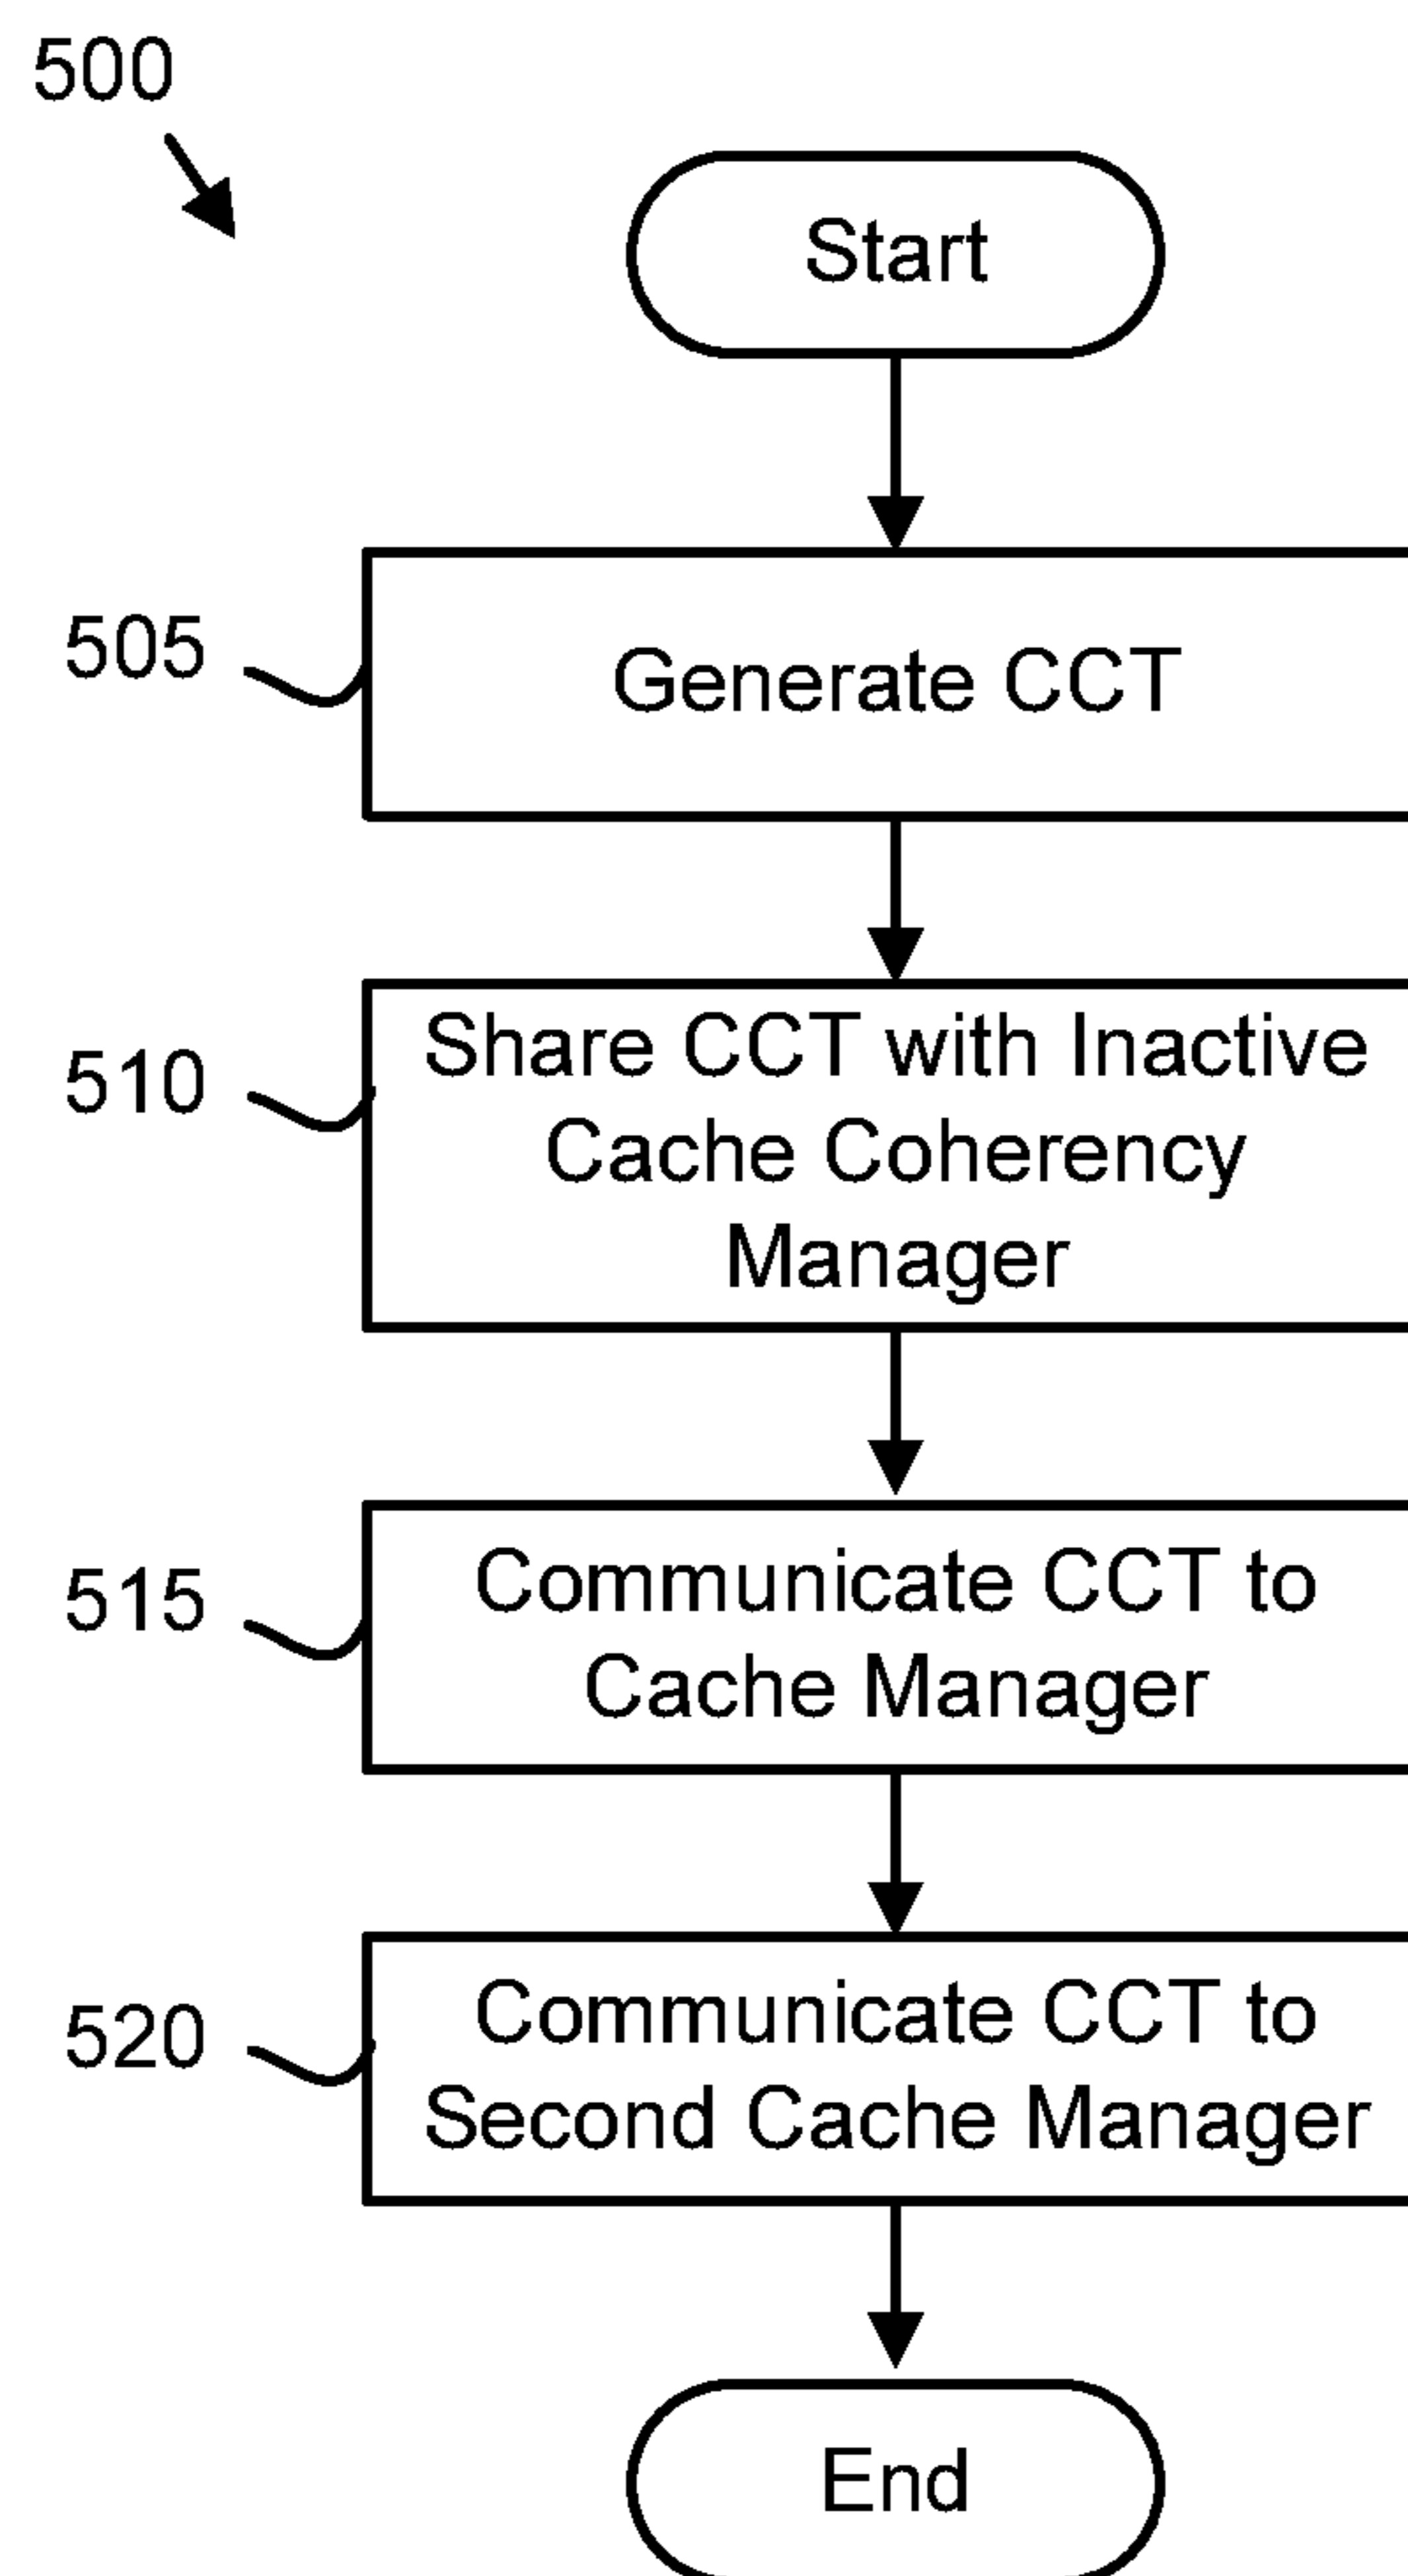 500
Start
505
Generate CCT
510
Share CCT with Inactive
Cache Coherency
Manager
515
Communicate CCT to
Cache Manager
520
Communicate CCT to
Second Cache Manager
End